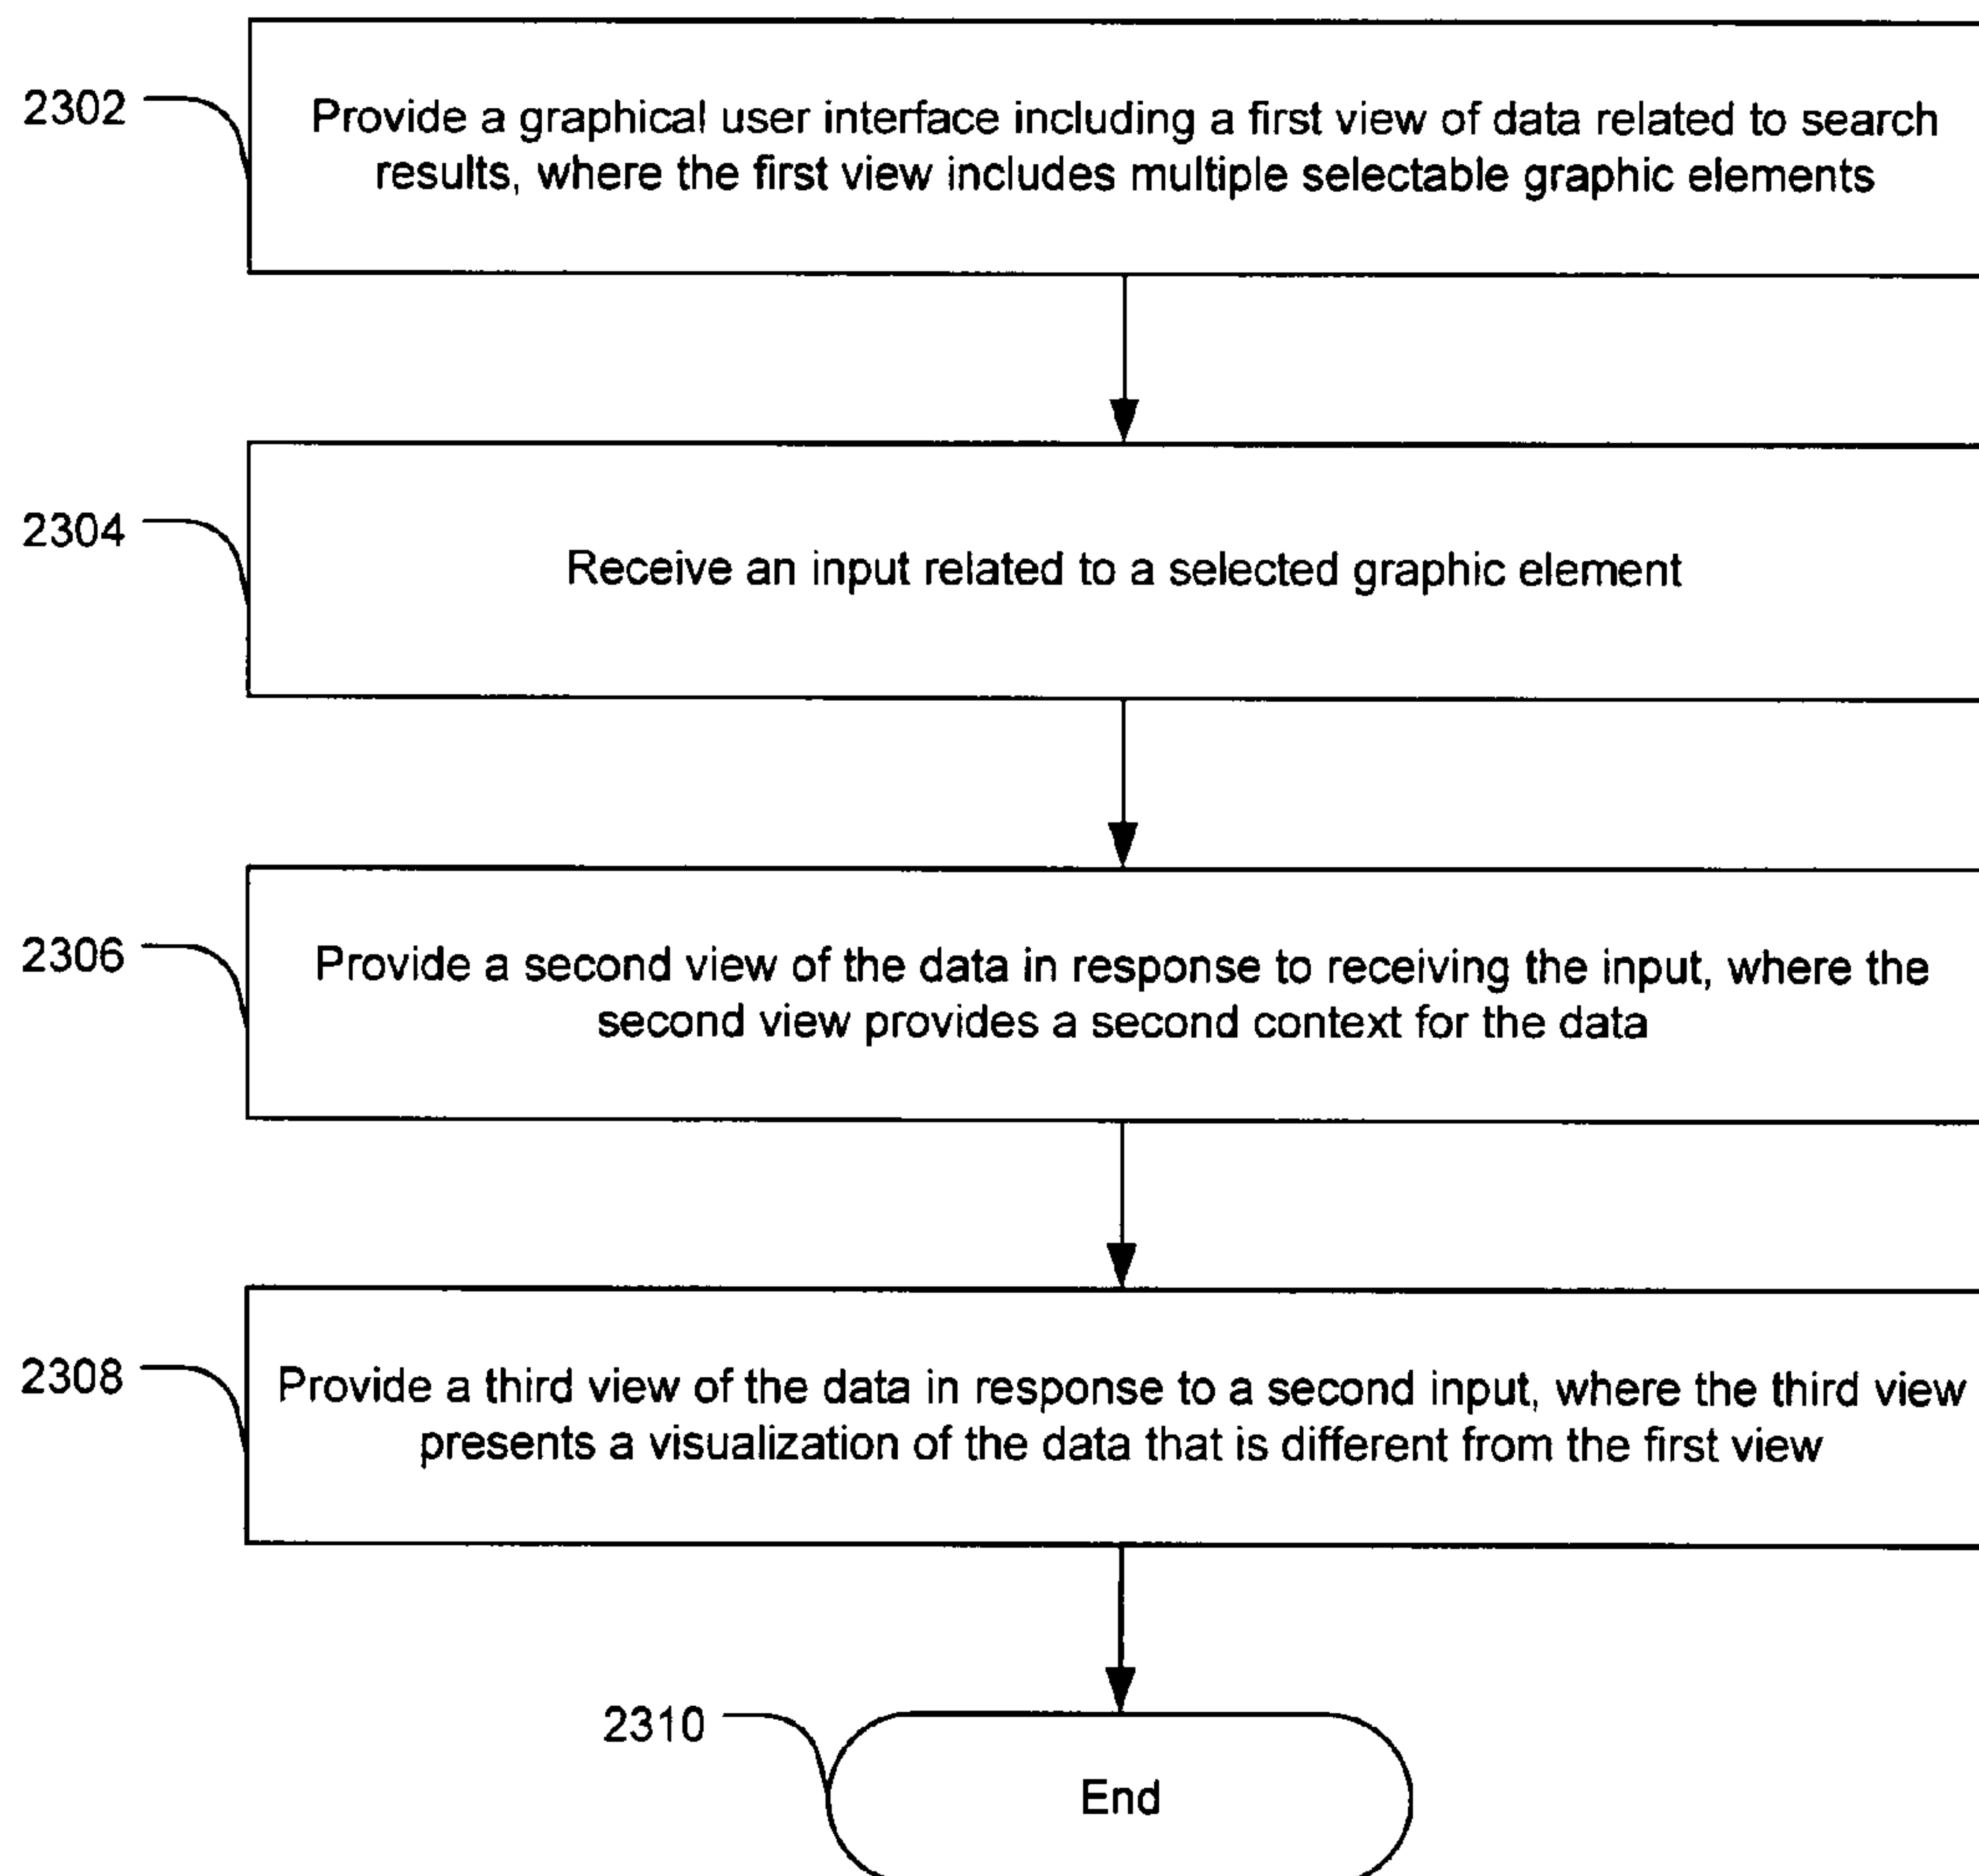 2302
Provide a graphical user interface including a first view of data related to search
results, where the first view includes multiple selectable graphic elements
2304
Receive an input related to a selected graphic element
2306
Provide a second view of the data in response to receiving the input, where the
second view provides a second context for the data
2308
Provide a third view of the data in response to a second input, where the third view
presents a visualization of the data that is different from the first view
2310
End